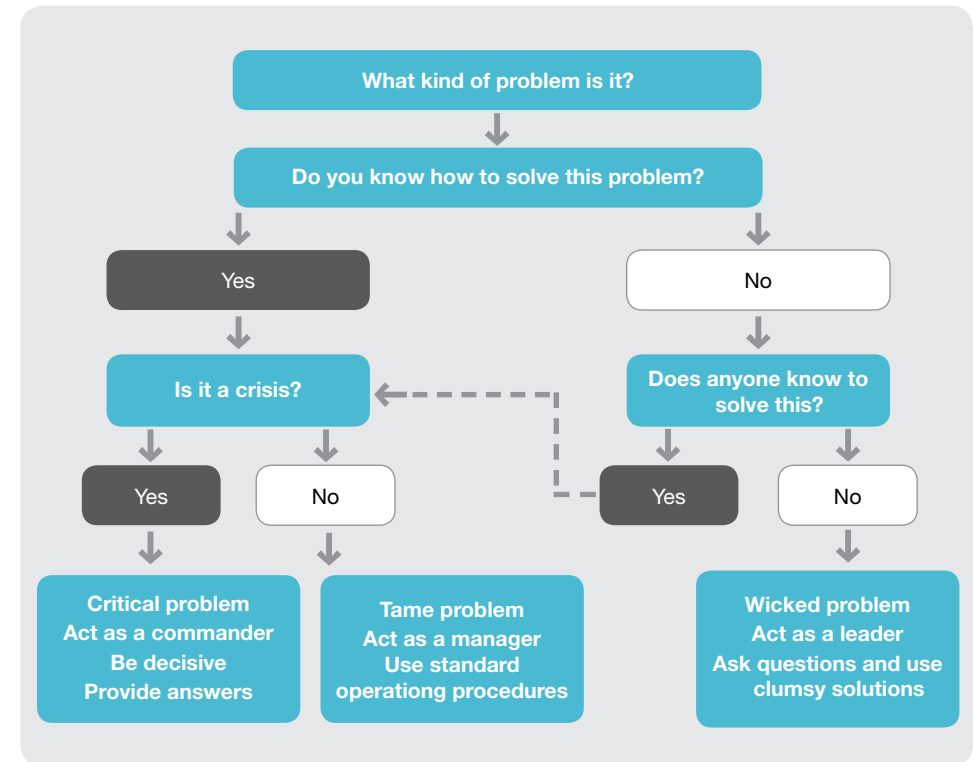 What kind of problem is it?
Do you know how to solve this problem?
Yes
No
Is it a crisis?
Does anyone know to
solve this?
Yes
No
Yes
No
Critical problem
Act as a commander
Be decisive
Provide answers
Tame problem
Act as a manager
Use standard
operationg procedures
Wicked problem
Act as a leader
Ask questions and use
clumsy solutions